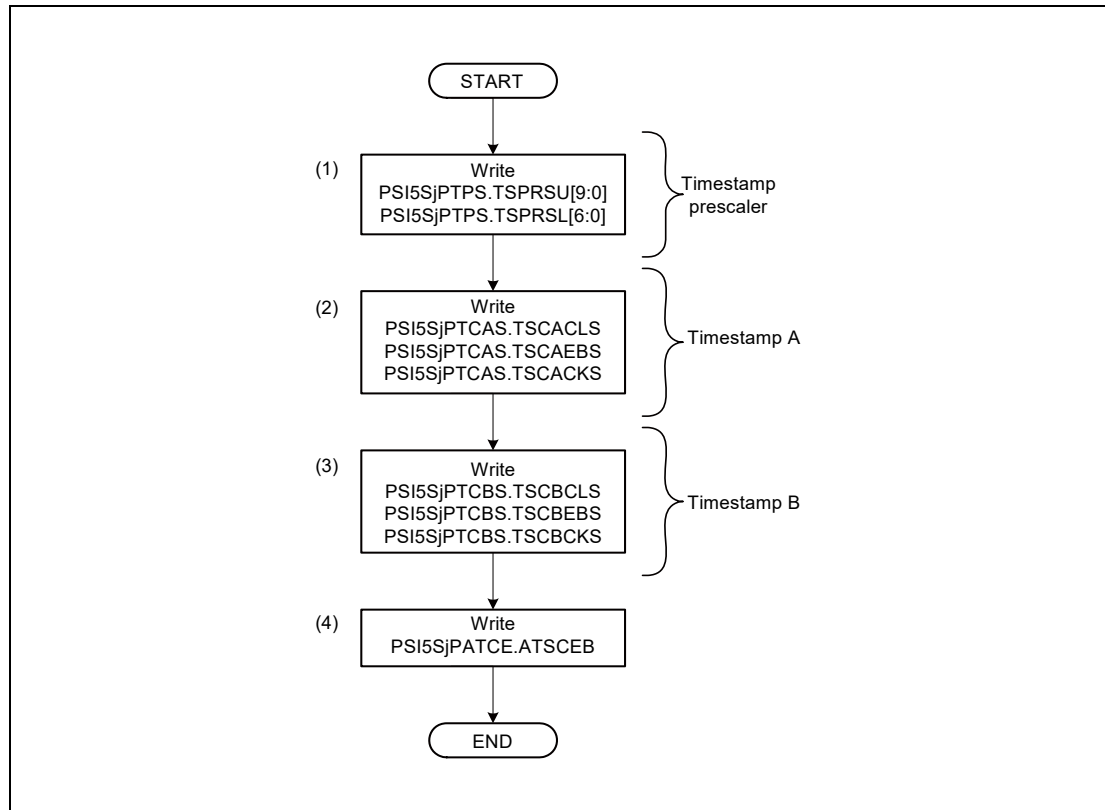 START
(1)
Write
PSI5SjPTPS.TSPRSU[9:0]
PSI5SjPTPS.TSPRSL[6:0]
Timestamp
prescaler
(2)
Write
PSI5SjPTCAS.TSCACLS
PSI5SjPTCAS.TSCAEBS
PSI5SjPTCAS.TSCACKS
Timestamp A
(3)
Write
PSI5SjPTCBS.TSCBCLS
PSI5SjPTCBS.TSCBEBS
PSI5SjPTCBS.TSCBCKS
Timestamp B
(4)
Write
PSI5SjPATCE.ATSCEB
END